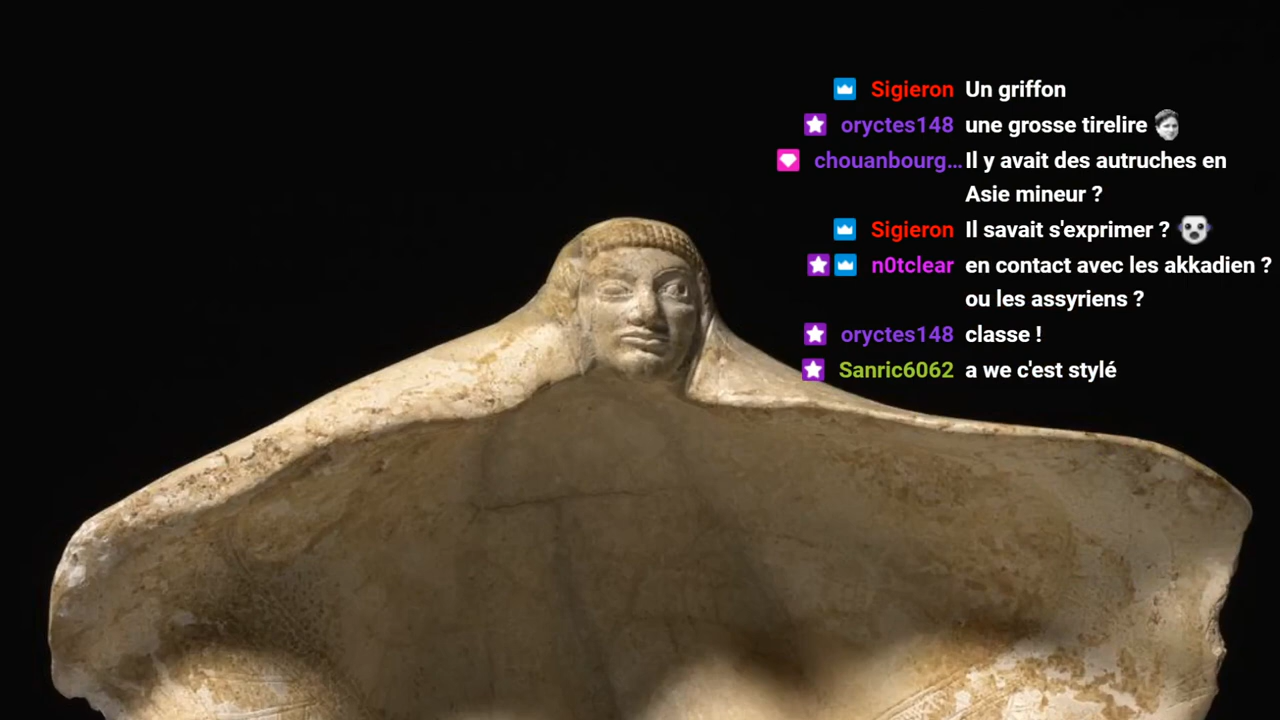 Sigieron Un griffon
oryctes148 une grosse tirelire
chouanbourg… Il y avait des autruches en
Asie mineur ?
Sigieron Il savait s'exprimer ?
n0tclear en contact avec les akkadien ?
ou les assyriens ?
oryctes148 classe !
Sanric6062 a we c'est stylé